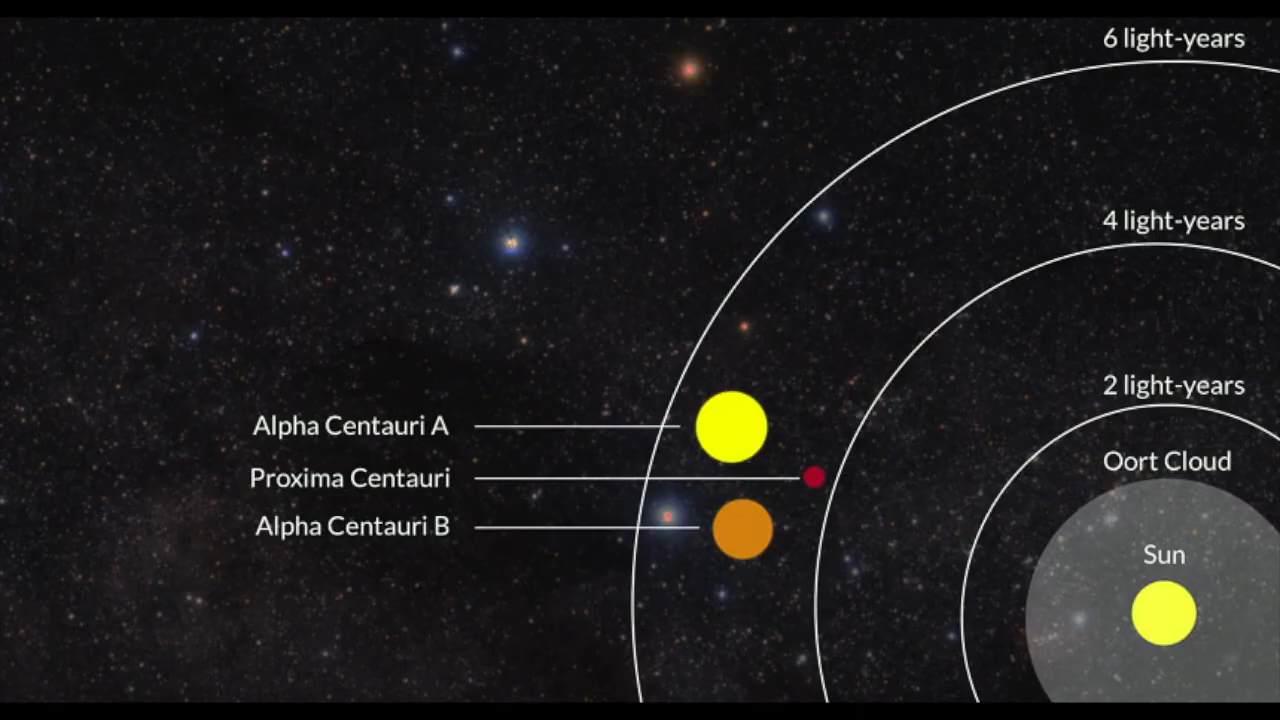 6 light-years
4 light-years
2 light-years
Alpha Centauri A
Oort Cloud
Proxima Centauri
Alpha Centauri B
Sun